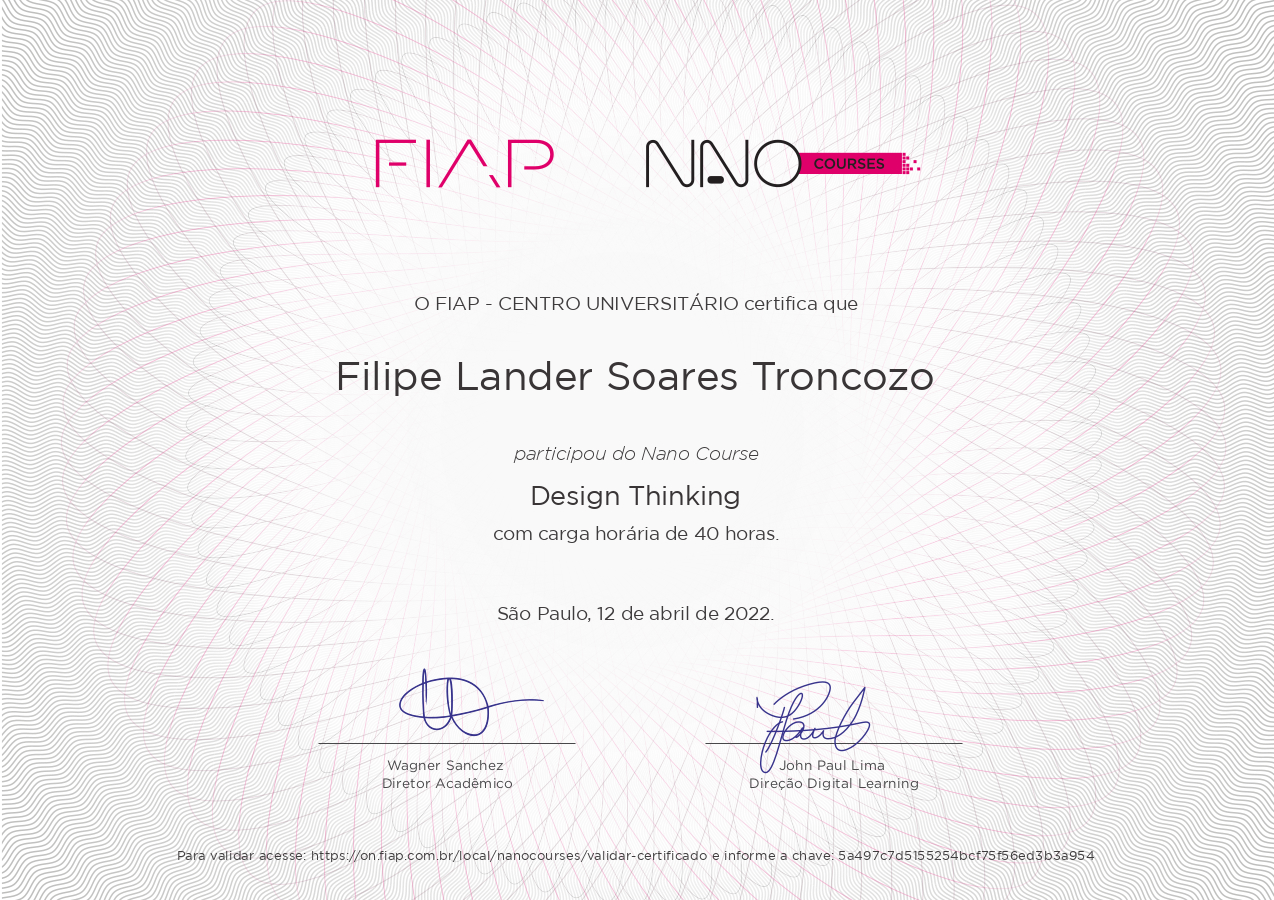 FIAP NANO COURSES
O FIAP - CENTRO UNIVERSITÁRIO certifica que
Filipe Lander Soares Troncozo
participou do Nano Course
Design Thinking
com carga horária de 40 horas.
São Paulo, 12 de abril de 2022.
Wagner Sanchez
Diretor Acadêmico
John Paul Lima
Direção Digital Learning
Para validar acesse: https://on.fiap.com.br/local/nanocourses/validar-certificado e informe a chave: 5a497c7d5155254bcf75f56ed3b3a954